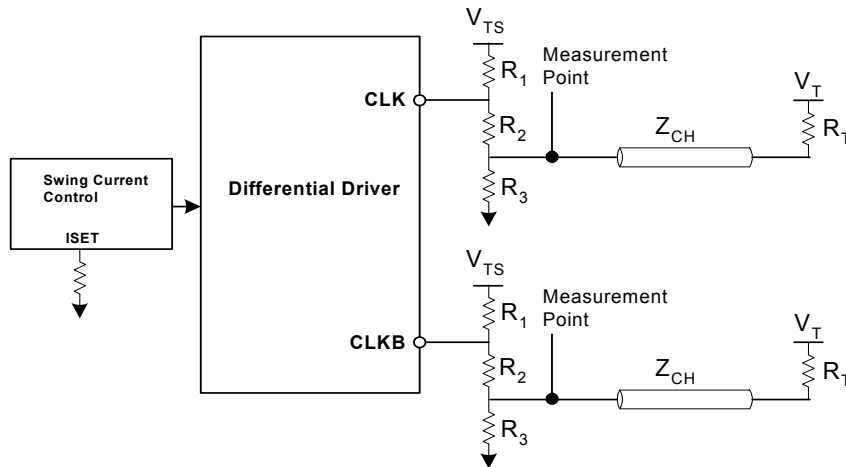 V_TS
R_1
Measurement
Point
V_T
CLK
R_2
Z_CH
R_T
Swing Current
Control
Differential Driver
R_3
ISET
V_TS
R_1
Measurement
Point
V_T
CLKB
R_2
Z_CH
R_T
R_3